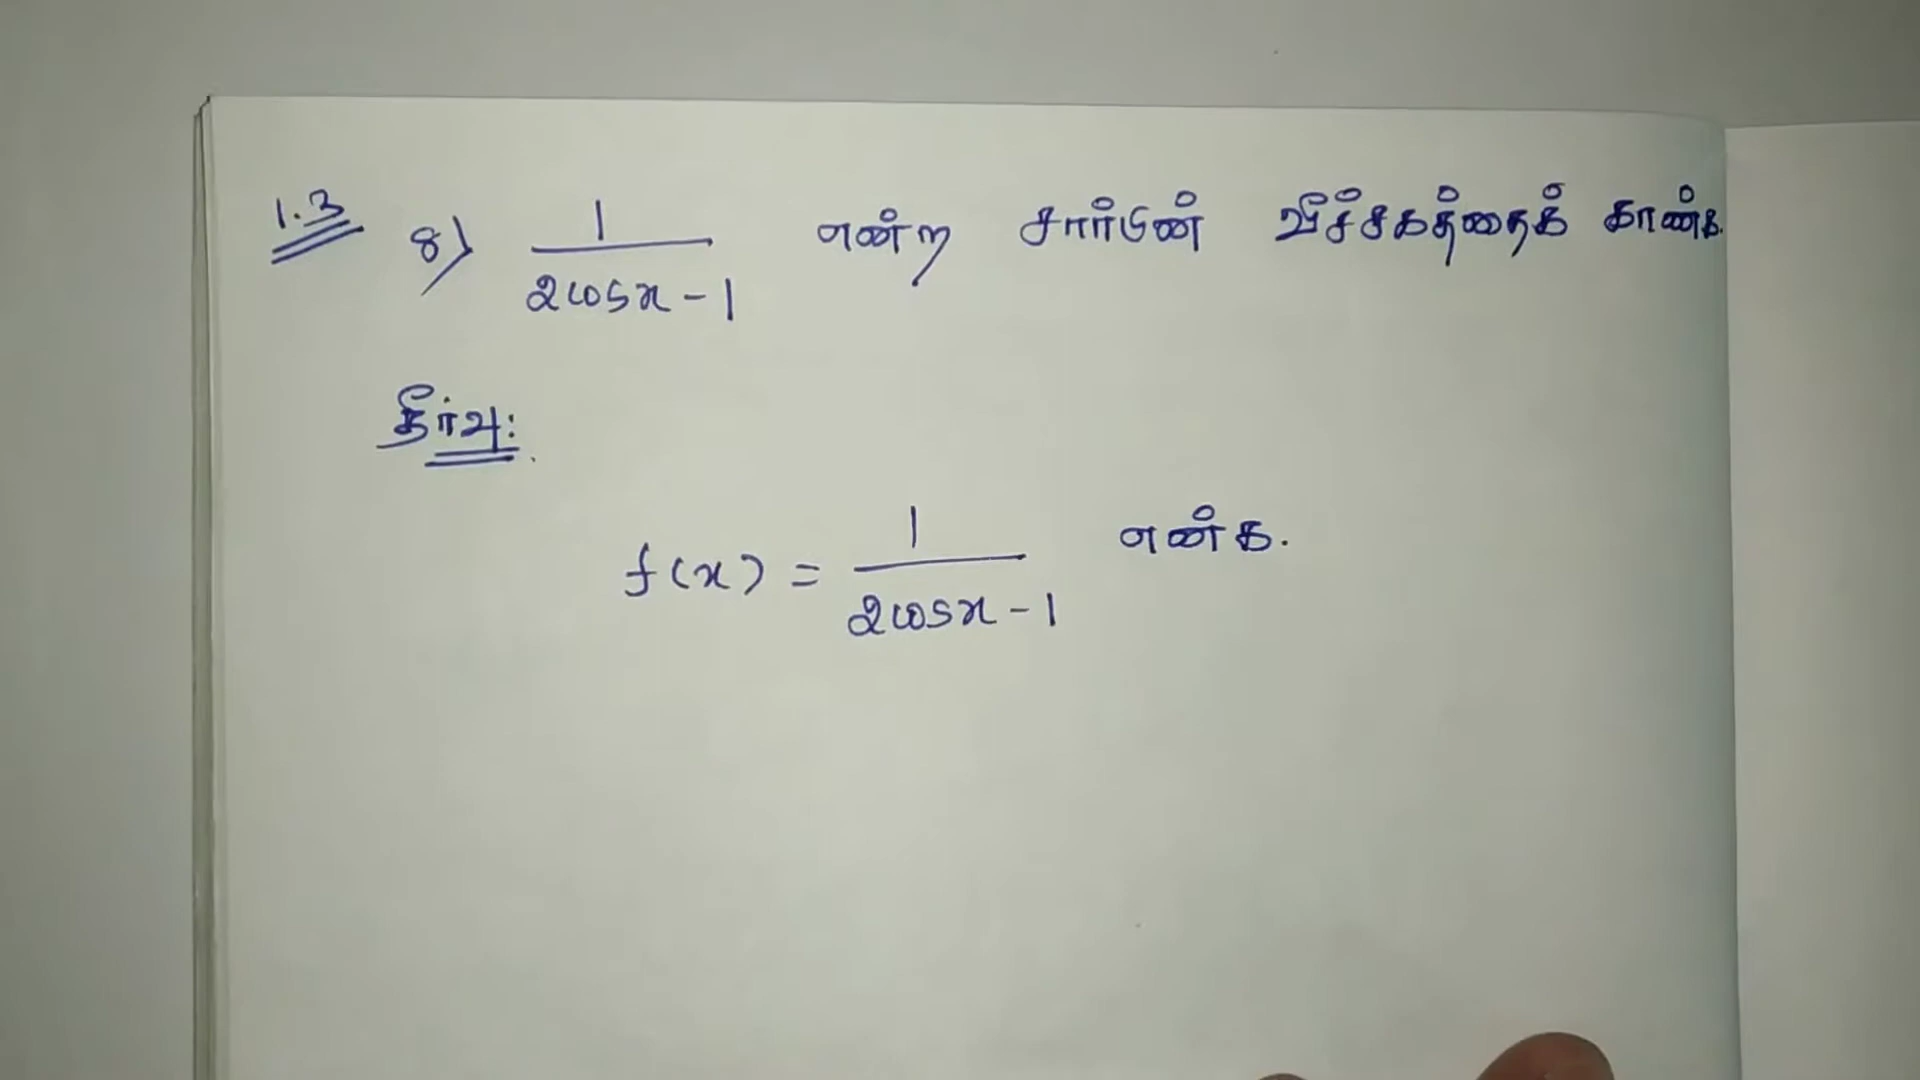 1.3 8) 1 / 2cosx - 1 என்ற சார்பின் வீச்சகத்தைக் காண்க.
தீர்வு:
f(x) = 1 / 2cosx - 1 என்க.